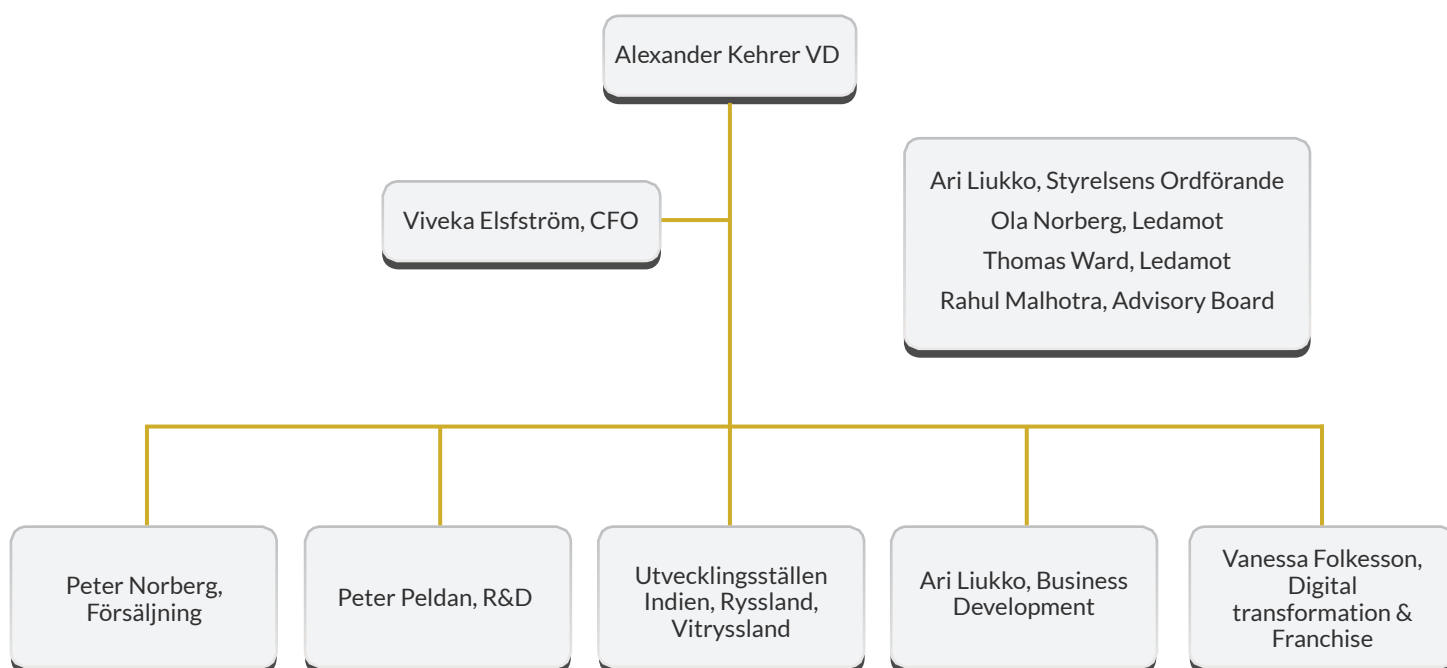 Alexander Kehrer VD
Ari Liukko, Styrelsens Ordförande
Ola Norberg, Ledamot
Thomas Ward, Ledamot
Rahul Malhotra, Advisory Board
Viveka Elsfström, CFO
Peter Norberg,
Försäljning
Peter Peldan, R&D
Utvecklingsställen
Indien, Ryssland,
Vitryssland
Ari Liukko, Business
Development
Vanessa Folkesson,
Digital
transformation &
Franchise